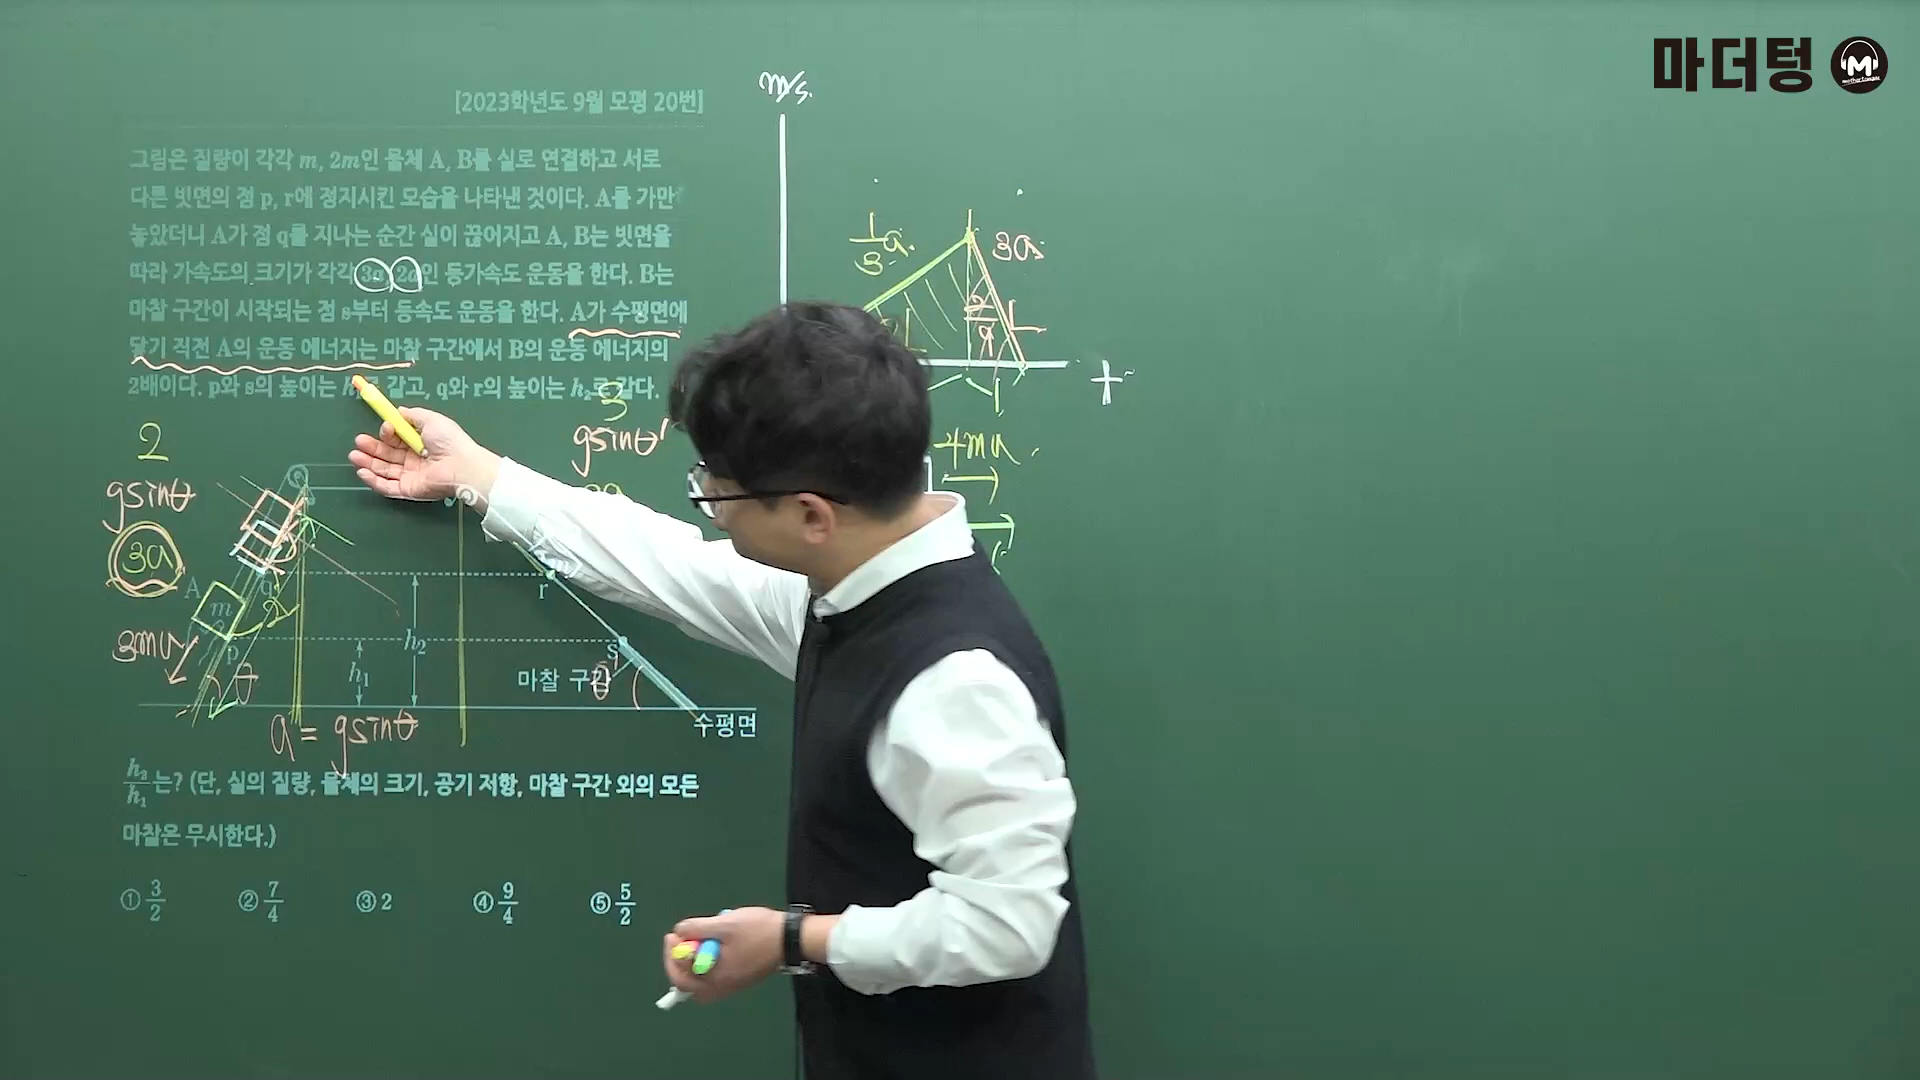 마더텅
M
[2023학년도 9월 모평 20번]
그림은 질량이 각각 m, 2m인 물체 A, B를 실로 연결하고 서로
다른 빗면의 점 p, r에 정지시킨 모습을 나타낸 것이다. A를 가만
놓았더니 A가 점 q를 지나는 순간 실이 끊어지고 A, B는 빗면을
따라 가속도의 크기가 각각 3a, 2a인 등가속도 운동을 한다. B는
마찰 구간이 시작되는 점 s부터 등속도 운동을 한다. A가 수평면에
닿기 직전 A의 운동 에너지는 마찰 구간에서 B의 운동 에너지의
2배이다. p와 s의 높이는 h₁로 같고, q와 r의 높이는 h₂로 같다.
m/s.
1/3 a.
3a.
2/9 L
t
4ma.
2
gsinθ
3a
3
gsinθ'
A
m
q
p
3ma
θ
2
h₁
h₂
r
s
마찰 구간
θ'
수평면
a = gsinθ
h₂/h₁는? (단, 실의 질량, 물체의 크기, 공기 저항, 마찰 구간 외의 모든
마찰은 무시한다.)
① 3/2 ② 7/4 ③ 2 ④ 9/4 ⑤ 5/2